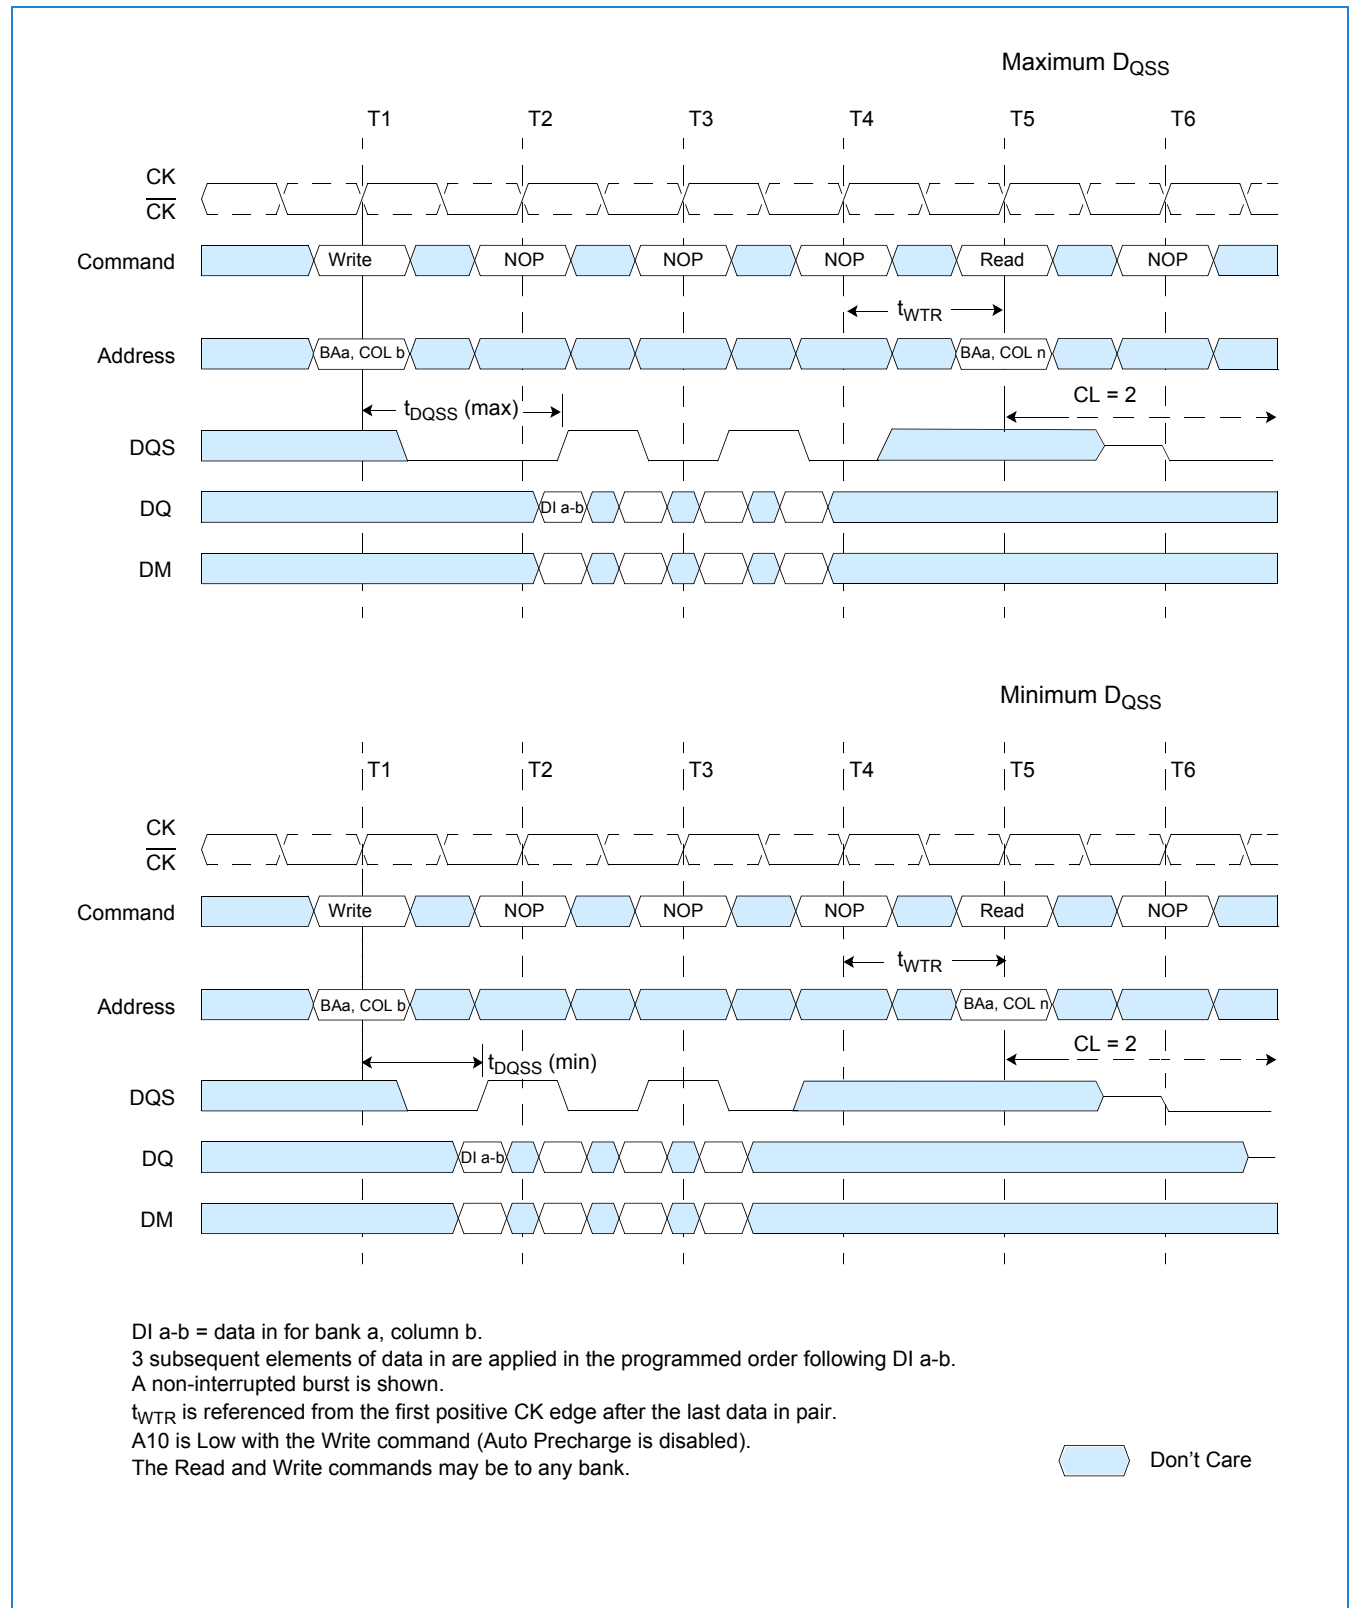 Maximum DQSS
T1 T2 T3 T4 T5 T6
CK
CK
Command Write NOP NOP NOP Read NOP
tWTR
Address BAa, COL b BAa, COL n
CL = 2
tDQSS (max)
DQS
DQ DI a-b
DM
Minimum DQSS
T1 T2 T3 T4 T5 T6
CK
CK
Command Write NOP NOP NOP Read NOP
tWTR
Address BAa, COL b BAa, COL n
CL = 2
tDQSS (min)
DQS
DQ DI a-b
DM
DI a-b = data in for bank a, column b.
3 subsequent elements of data in are applied in the programmed order following DI a-b.
A non-interrupted burst is shown.
tWTR is referenced from the first positive CK edge after the last data in pair.
A10 is Low with the Write command (Auto Precharge is disabled).
The Read and Write commands may be to any bank.
Don't Care